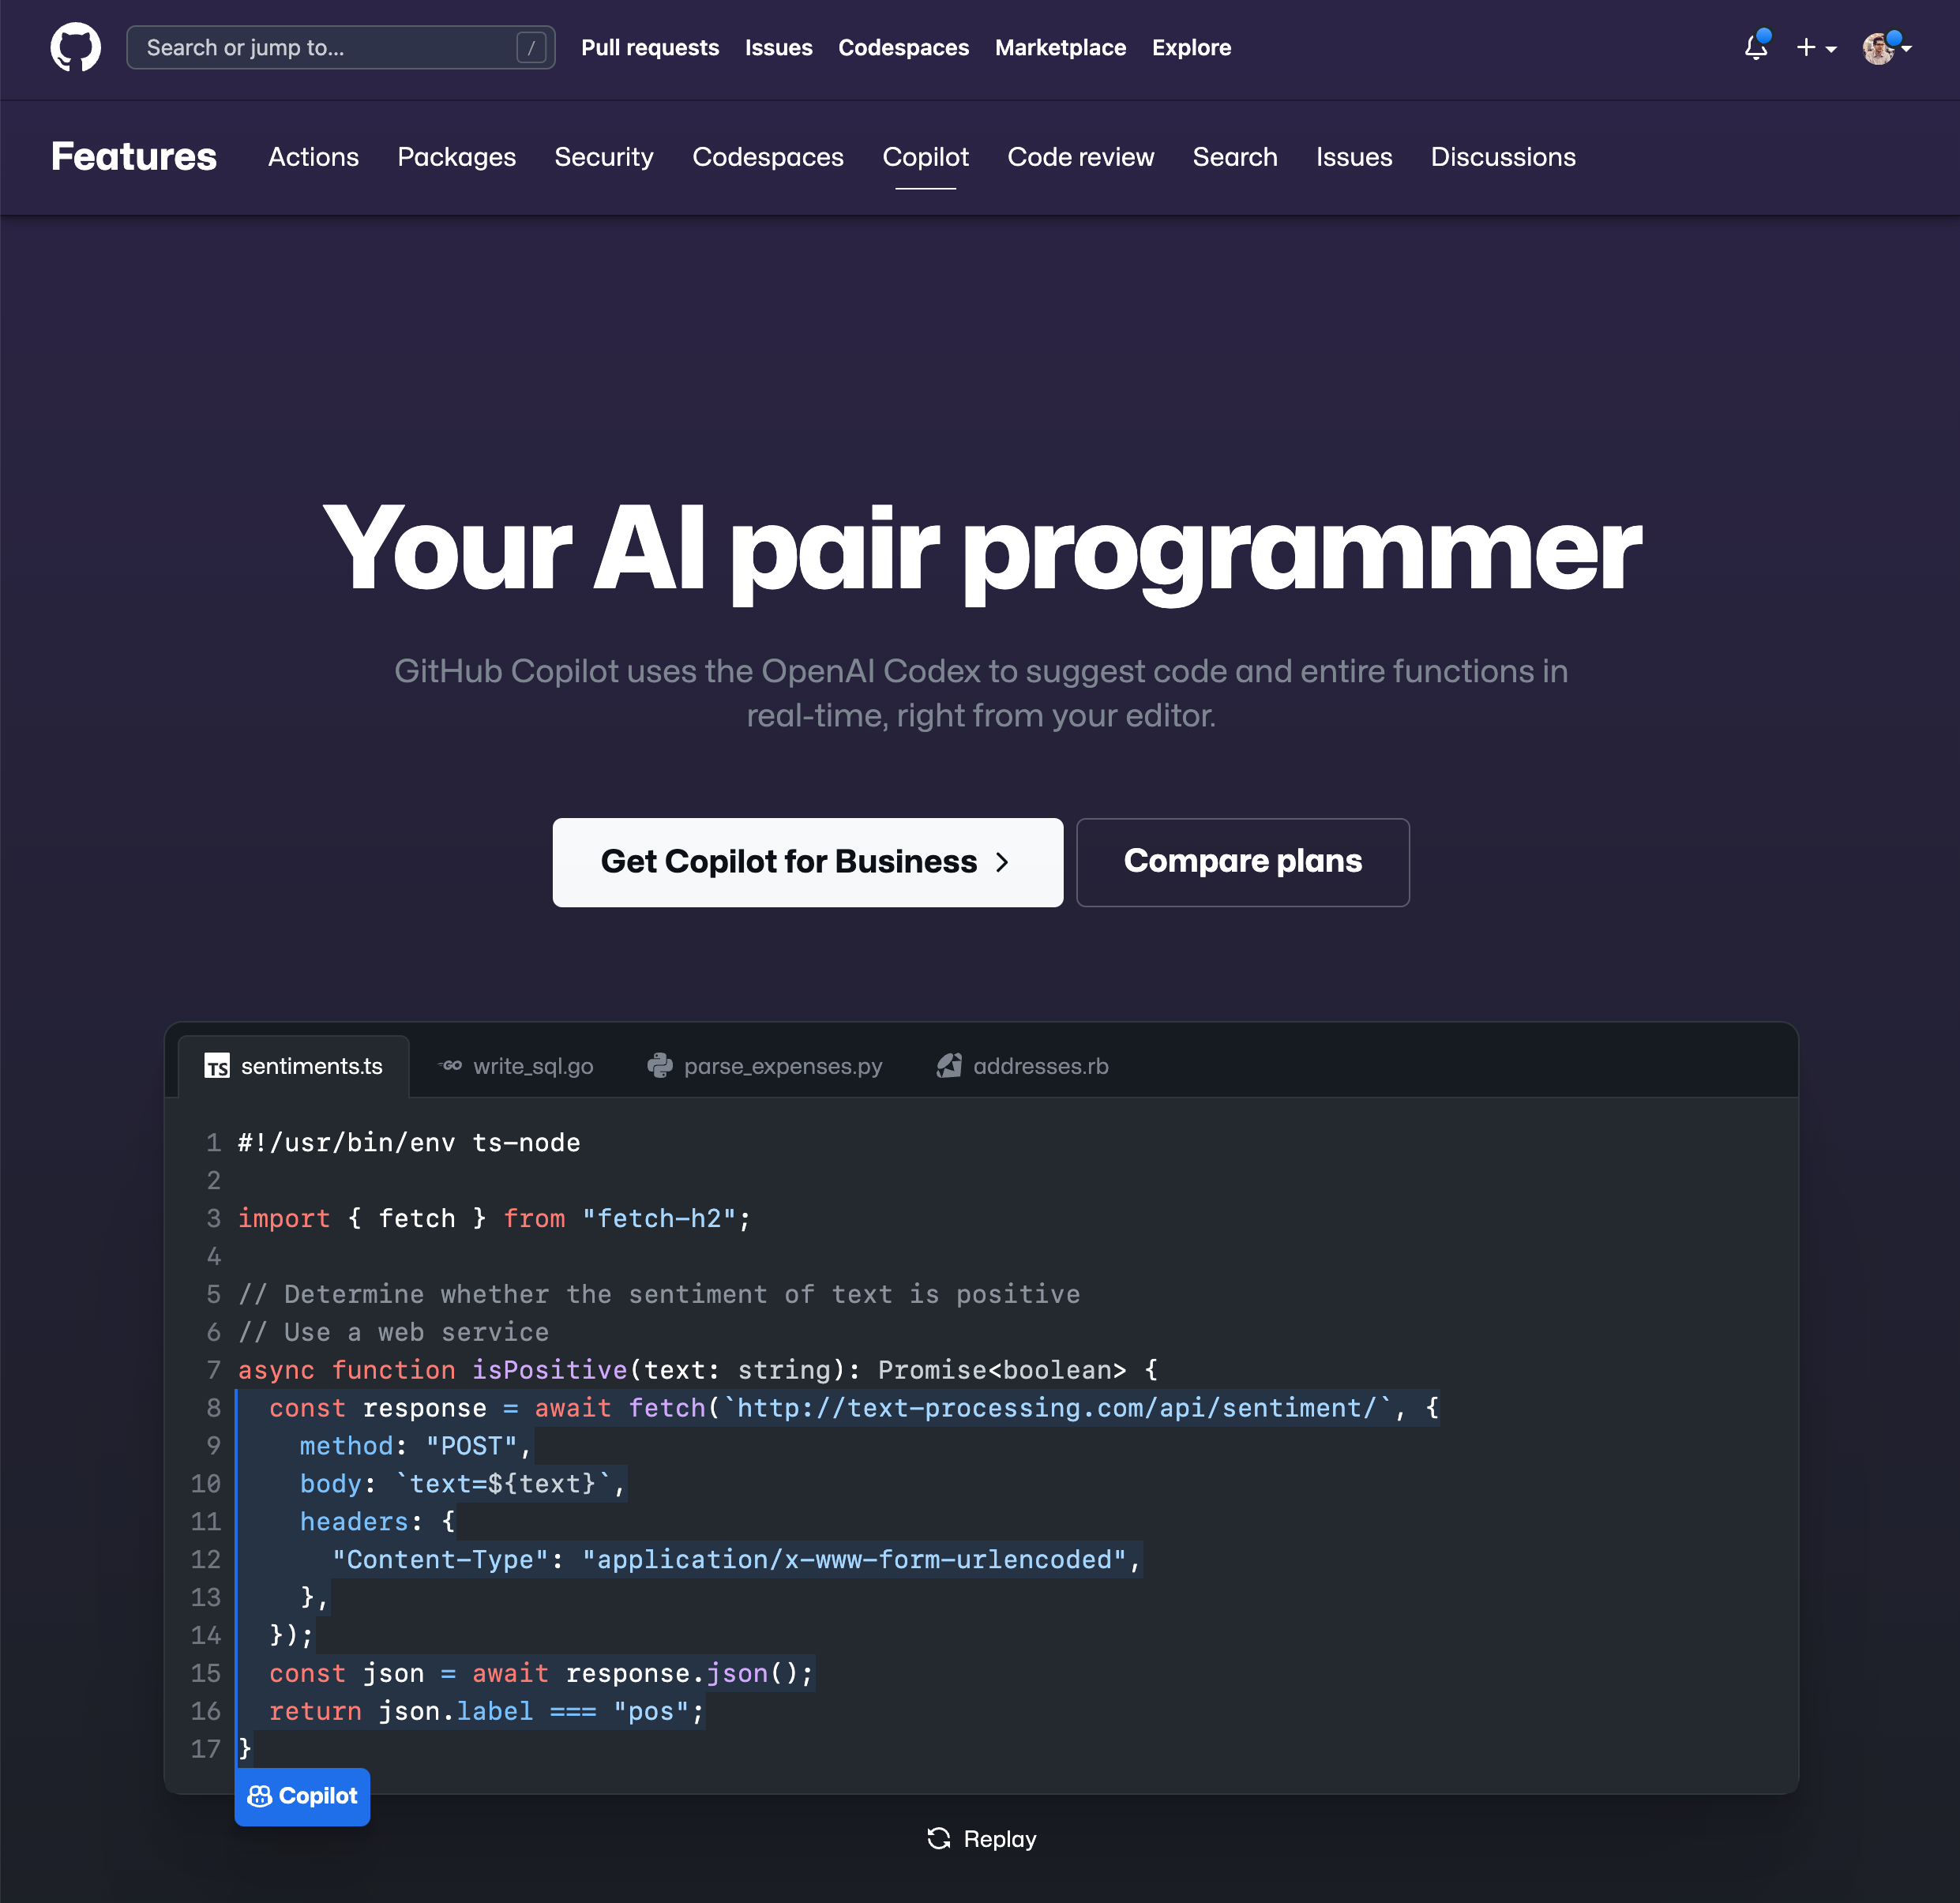 Search or jump to... /
Pull requests Issues Codespaces Marketplace Explore
Features Actions Packages Security Codespaces Copilot Code review Search Issues Discussions
Your AI pair programmer
GitHub Copilot uses the OpenAI Codex to suggest code and entire functions in
real-time, right from your editor.
Get Copilot for Business
Compare plans
TS sentiments.ts
GO write_sql.go
parse_expenses.py
addresses.rb
1 #!/usr/bin/env ts-node
2
3 import { fetch } from "fetch-h2";
4
5 // Determine whether the sentiment of text is positive
6 // Use a web service
7 async function isPositive(text: string): Promise<boolean> {
8   const response = await fetch(`http://text-processing.com/api/sentiment/`, {
9     method: "POST",
10     body: `text=${text}`,
11     headers: {
12       "Content-Type": "application/x-www-form-urlencoded",
13     },
14   });
15   const json = await response.json();
16   return json.label === "pos";
17 }
Copilot
Replay